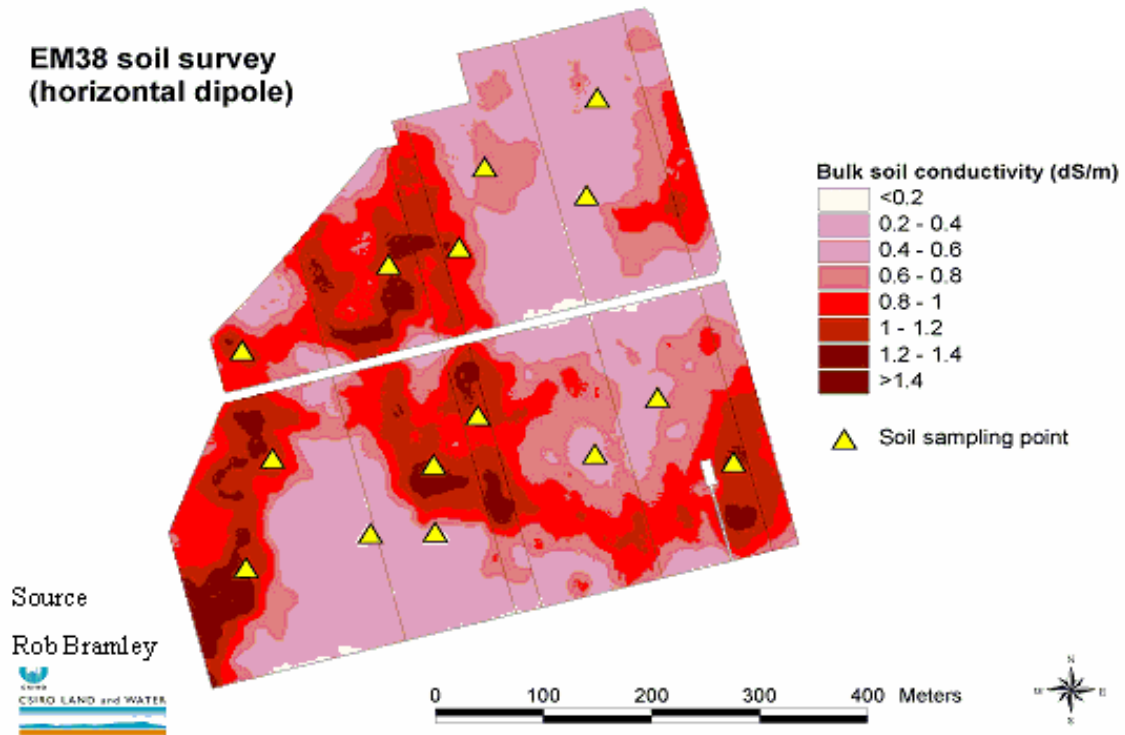 EM38 soil survey
(horizontal dipole)
Bulk soil conductivity (dS/m)
<0.2
0.2 - 0.4
0.4 - 0.6
0.6 - 0.8
0.8 - 1
1 - 1.2
1.2 - 1.4
>1.4
Soil sampling point
Source
Rob Bramley
CSIRO
CSIRO LAND and WATER
0 100 200 300 400 Meters
N
W E
S